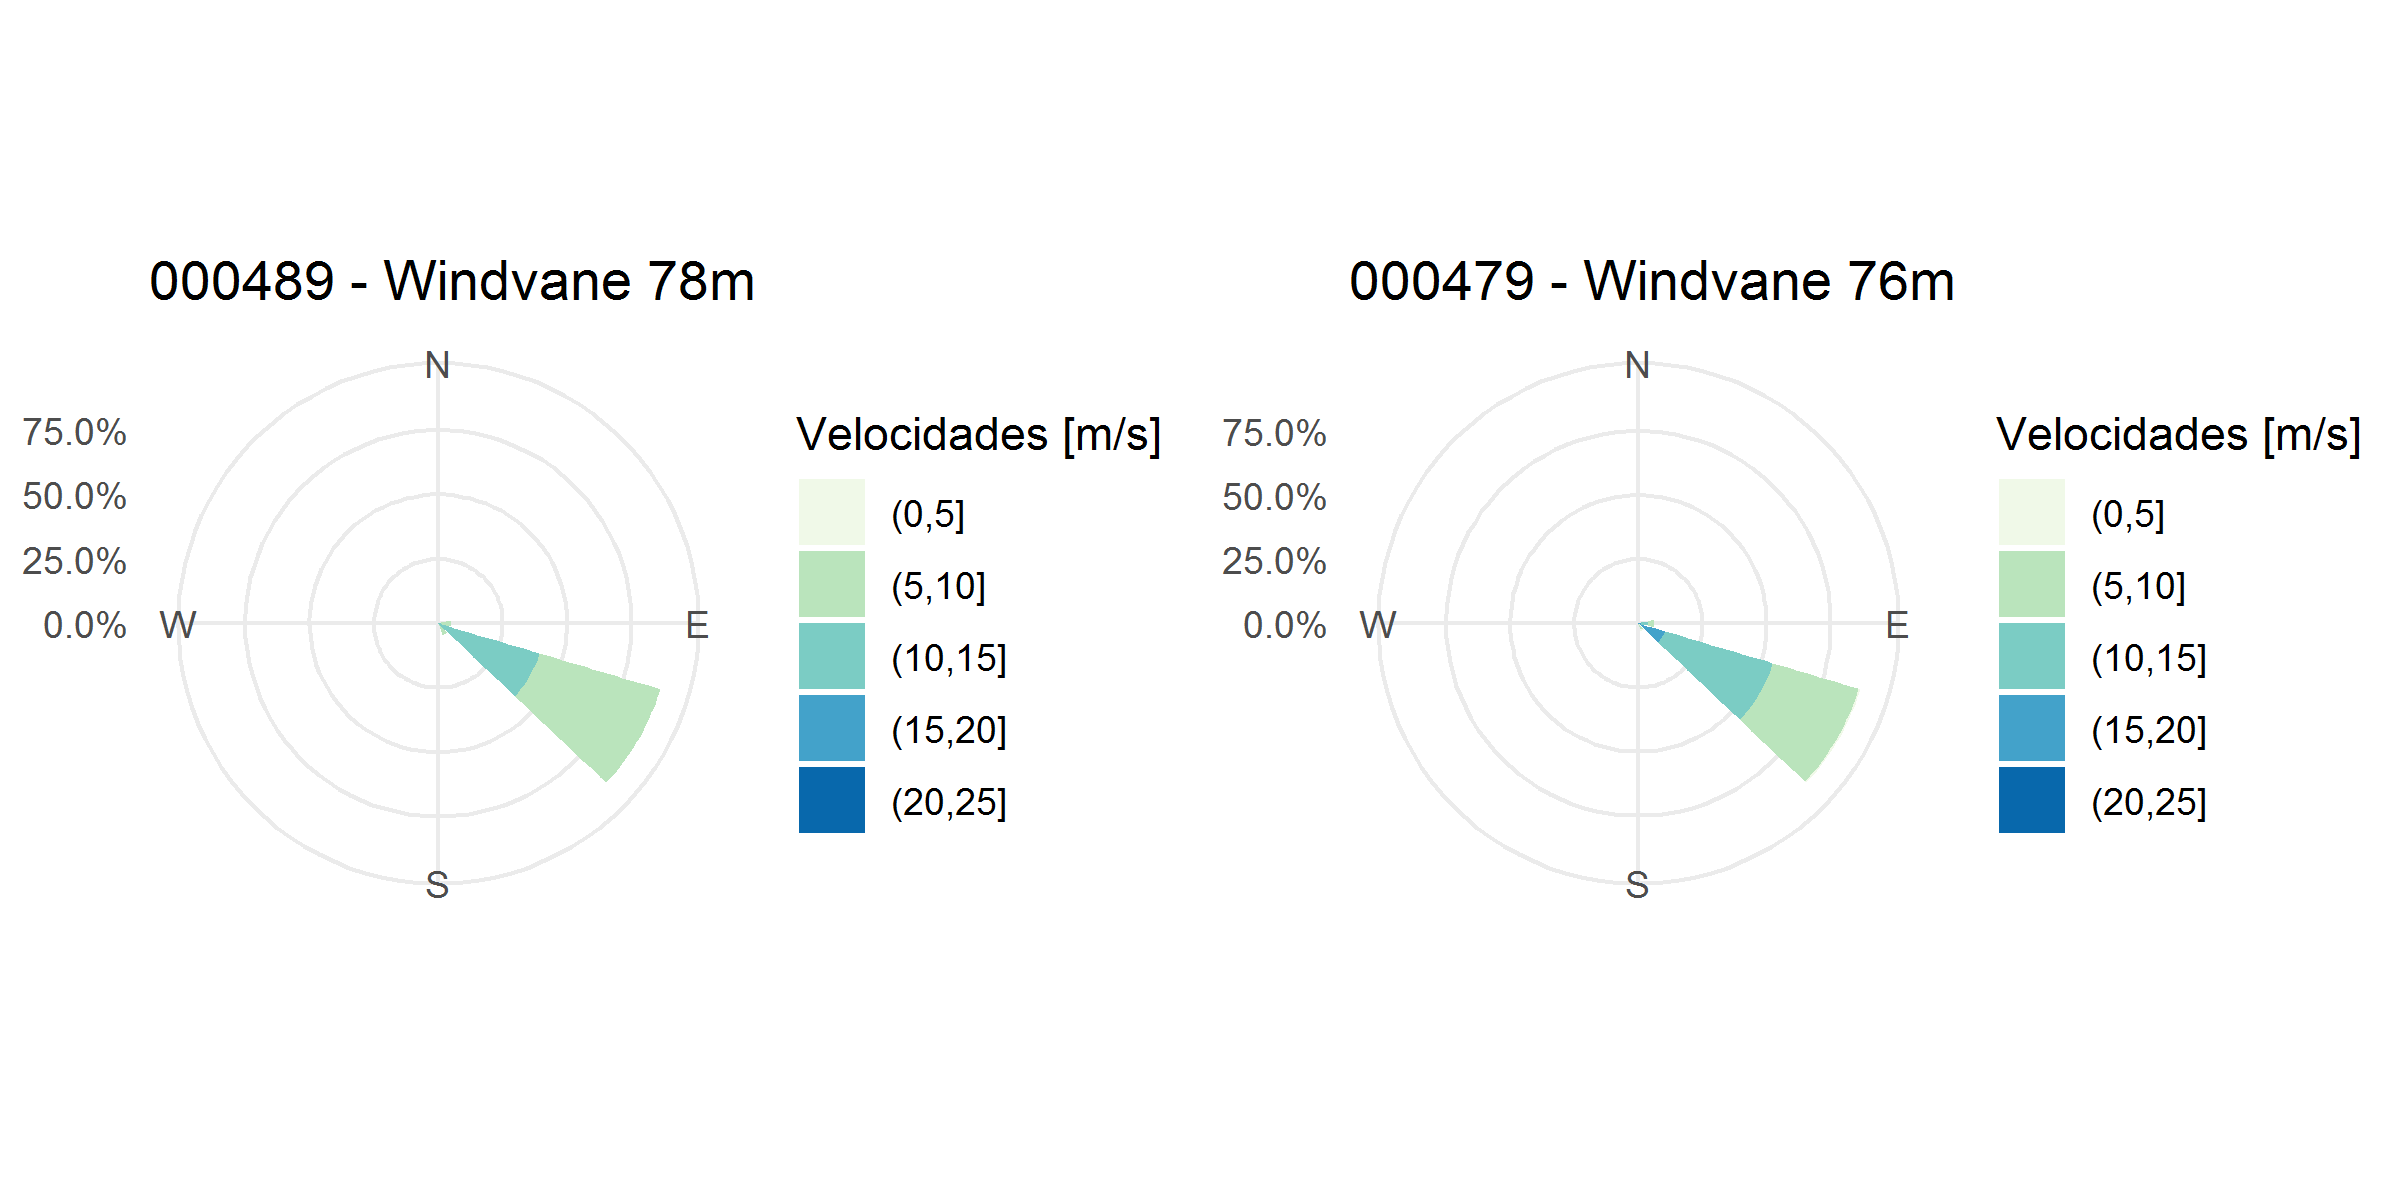 000489 - Windvane 78m
N
75.0%
50.0%
25.0%
0.0%
W
E
S
Velocidades [m/s]
(0,5]
(5,10]
(10,15]
(15,20]
(20,25]
000479 - Windvane 76m
N
75.0%
50.0%
25.0%
0.0%
W
E
S
Velocidades [m/s]
(0,5]
(5,10]
(10,15]
(15,20]
(20,25]